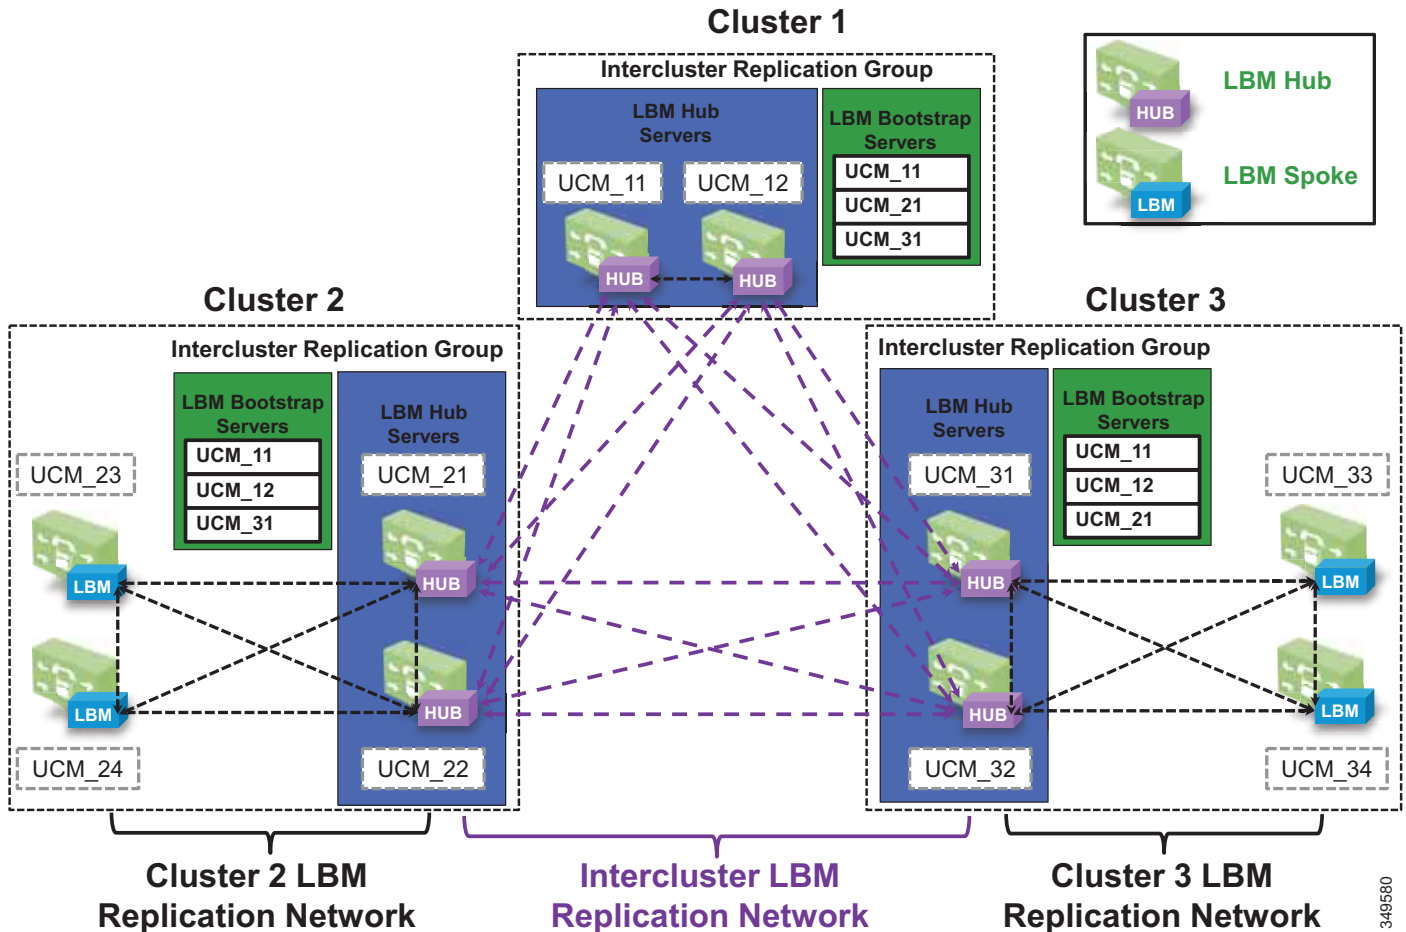 Cluster 1
Intercluster Replication Group
LBM Hub
Servers
LBM Bootstrap
Servers
UCM_11
UCM_12
UCM_11
UCM_21
UCM_31
HUB
HUB
HUB
LBM Hub
LBM
LBM Spoke
Cluster 2
Intercluster Replication Group
LBM Bootstrap
Servers
UCM_11
UCM_12
UCM_31
LBM Hub
Servers
UCM_23
UCM_21
LBM
HUB
LBM
HUB
UCM_24
UCM_22
Cluster 3
Intercluster Replication Group
LBM Hub
Servers
LBM Bootstrap
Servers
UCM_11
UCM_12
UCM_21
UCM_31
UCM_33
HUB
LBM
HUB
LBM
UCM_32
UCM_34
Cluster 2 LBM
Replication Network
Intercluster LBM
Replication Network
Cluster 3 LBM
Replication Network
349580